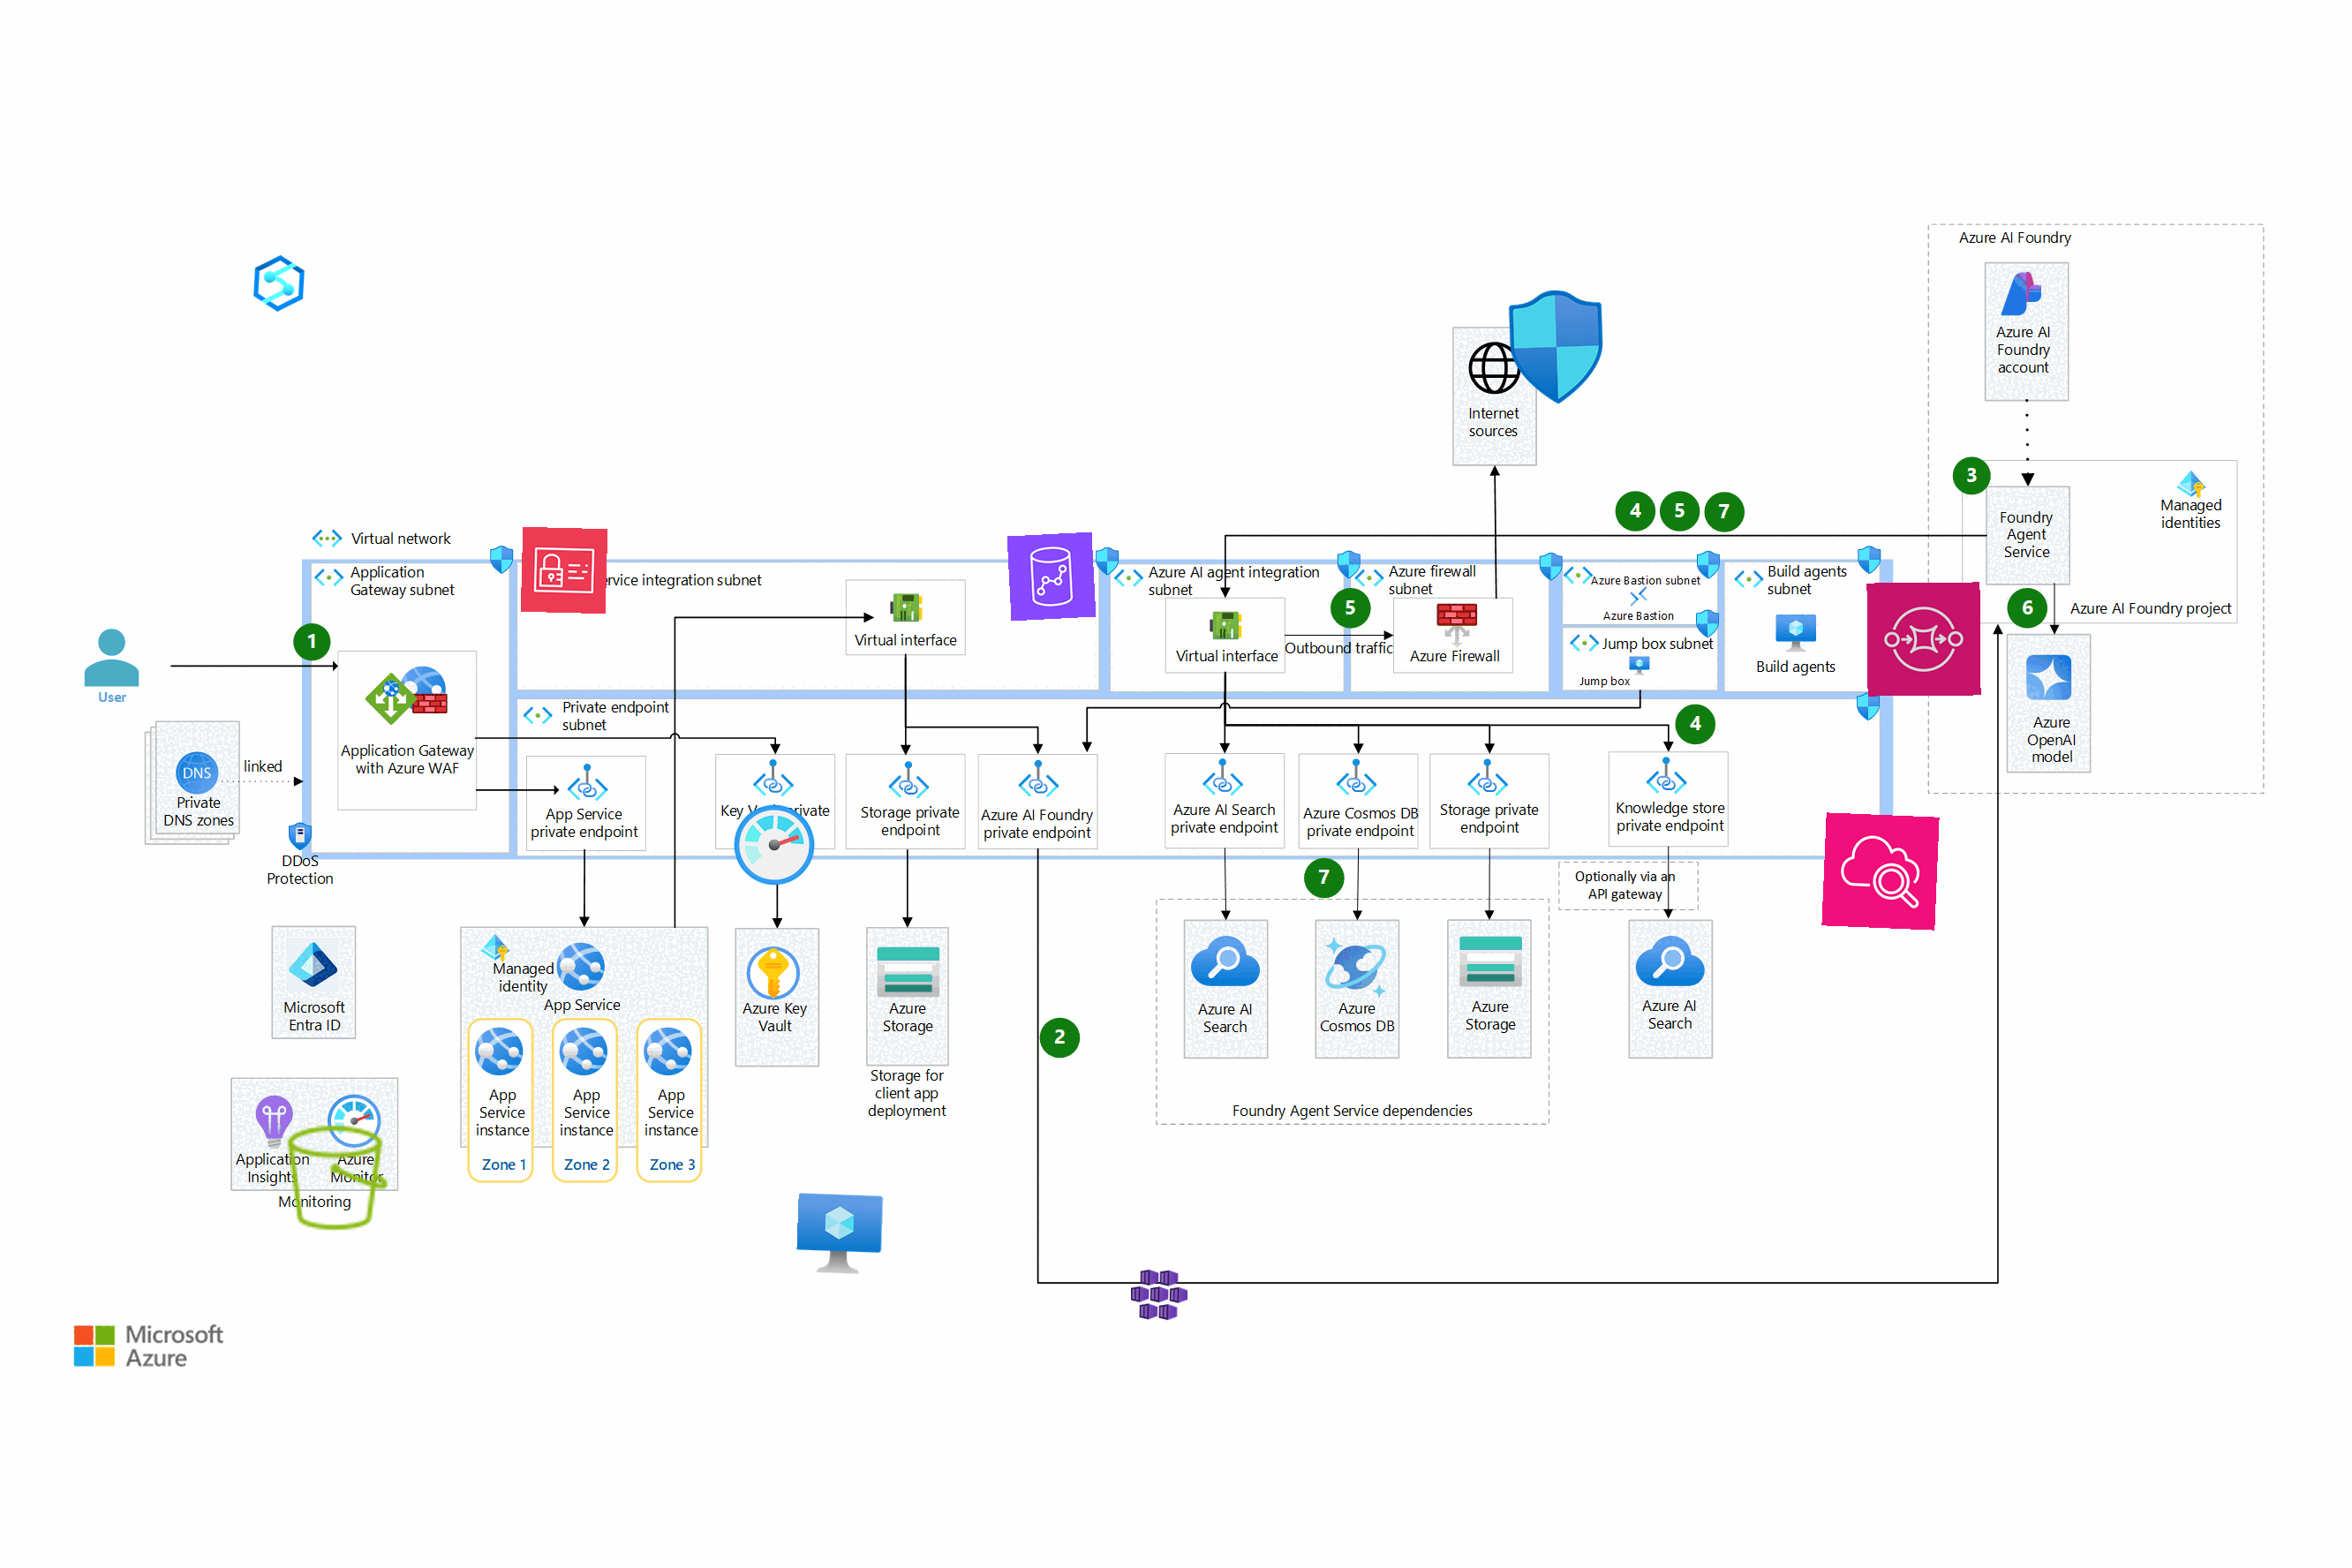 Azure AI Foundry
Azure AI
Foundry
account
Internet
sources
3
Managed
identities
Foundry
Agent
Service
4
5
7
6
Azure AI Foundry project
Azure
OpenAI
model
Virtual network
Application
Gateway subnet
service integration subnet
Virtual interface
Azure AI agent integration
subnet
Virtual interface
Outbound traffic
5
Azure firewall
subnet
Azure Firewall
Azure Bastion subnet
Azure Bastion
Jump box subnet
Jump box
Build agents
subnet
Build agents
1
User
Application Gateway
with Azure WAF
linked
DNS
Private
DNS zones
DDoS
Protection
Private endpoint
subnet
App Service
private endpoint
Key Vault private
Storage private
endpoint
Azure AI Foundry
private endpoint
Azure AI Search
private endpoint
Azure Cosmos DB
private endpoint
Storage private
endpoint
4
Knowledge store
private endpoint
7
Optionally via an
API gateway
Microsoft
Entra ID
Managed
identity
App Service
App
Service
instance
Zone 1
App
Service
instance
Zone 2
App
Service
instance
Zone 3
Azure Key
Vault
Azure
Storage
Storage for
client app
deployment
2
Azure AI
Search
Azure
Cosmos DB
Azure
Storage
Foundry Agent Service dependencies
Azure AI
Search
Application
Insights
Azure
Monitor
Monitoring
Microsoft
Azure